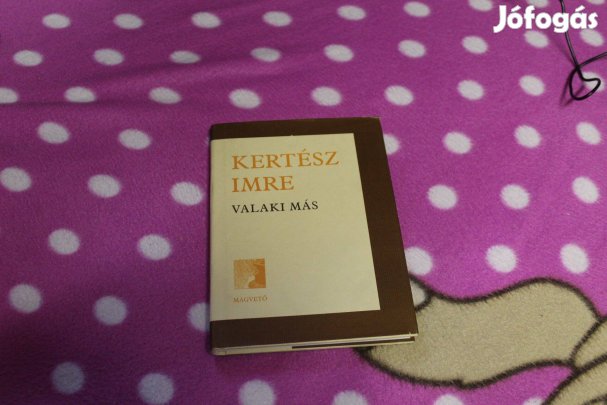 Jófogás
KERTÉSZ
IMRE
VALAKI MÁS
MAGVETŐ